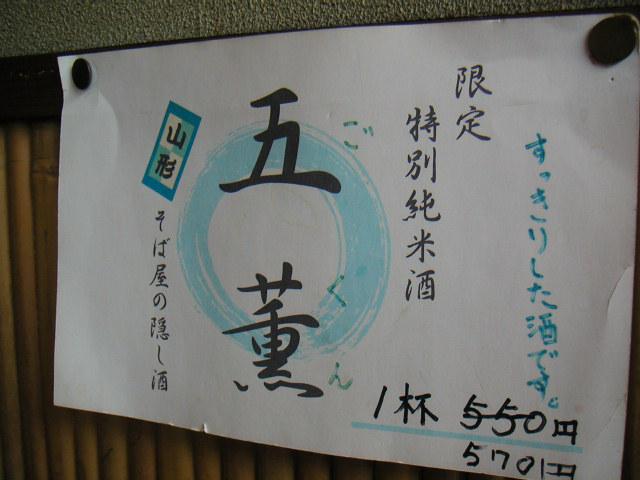 すっきりした酒です。
限定
特別純米酒
五薫
ごくん
山形
そば屋の隠し酒
1杯 550円
570円